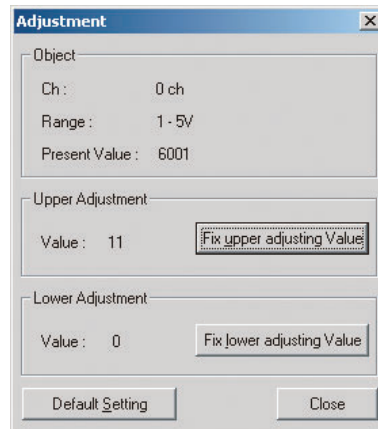 Adjustment
Object
Ch : 0 ch
Range : 1 - 5V
Present Value : 6001
Upper Adjustment
Value : 11 Fix upper adjusting Value
Lower Adjustment
Value : 0 Fix lower adjusting Value
Default Setting Close